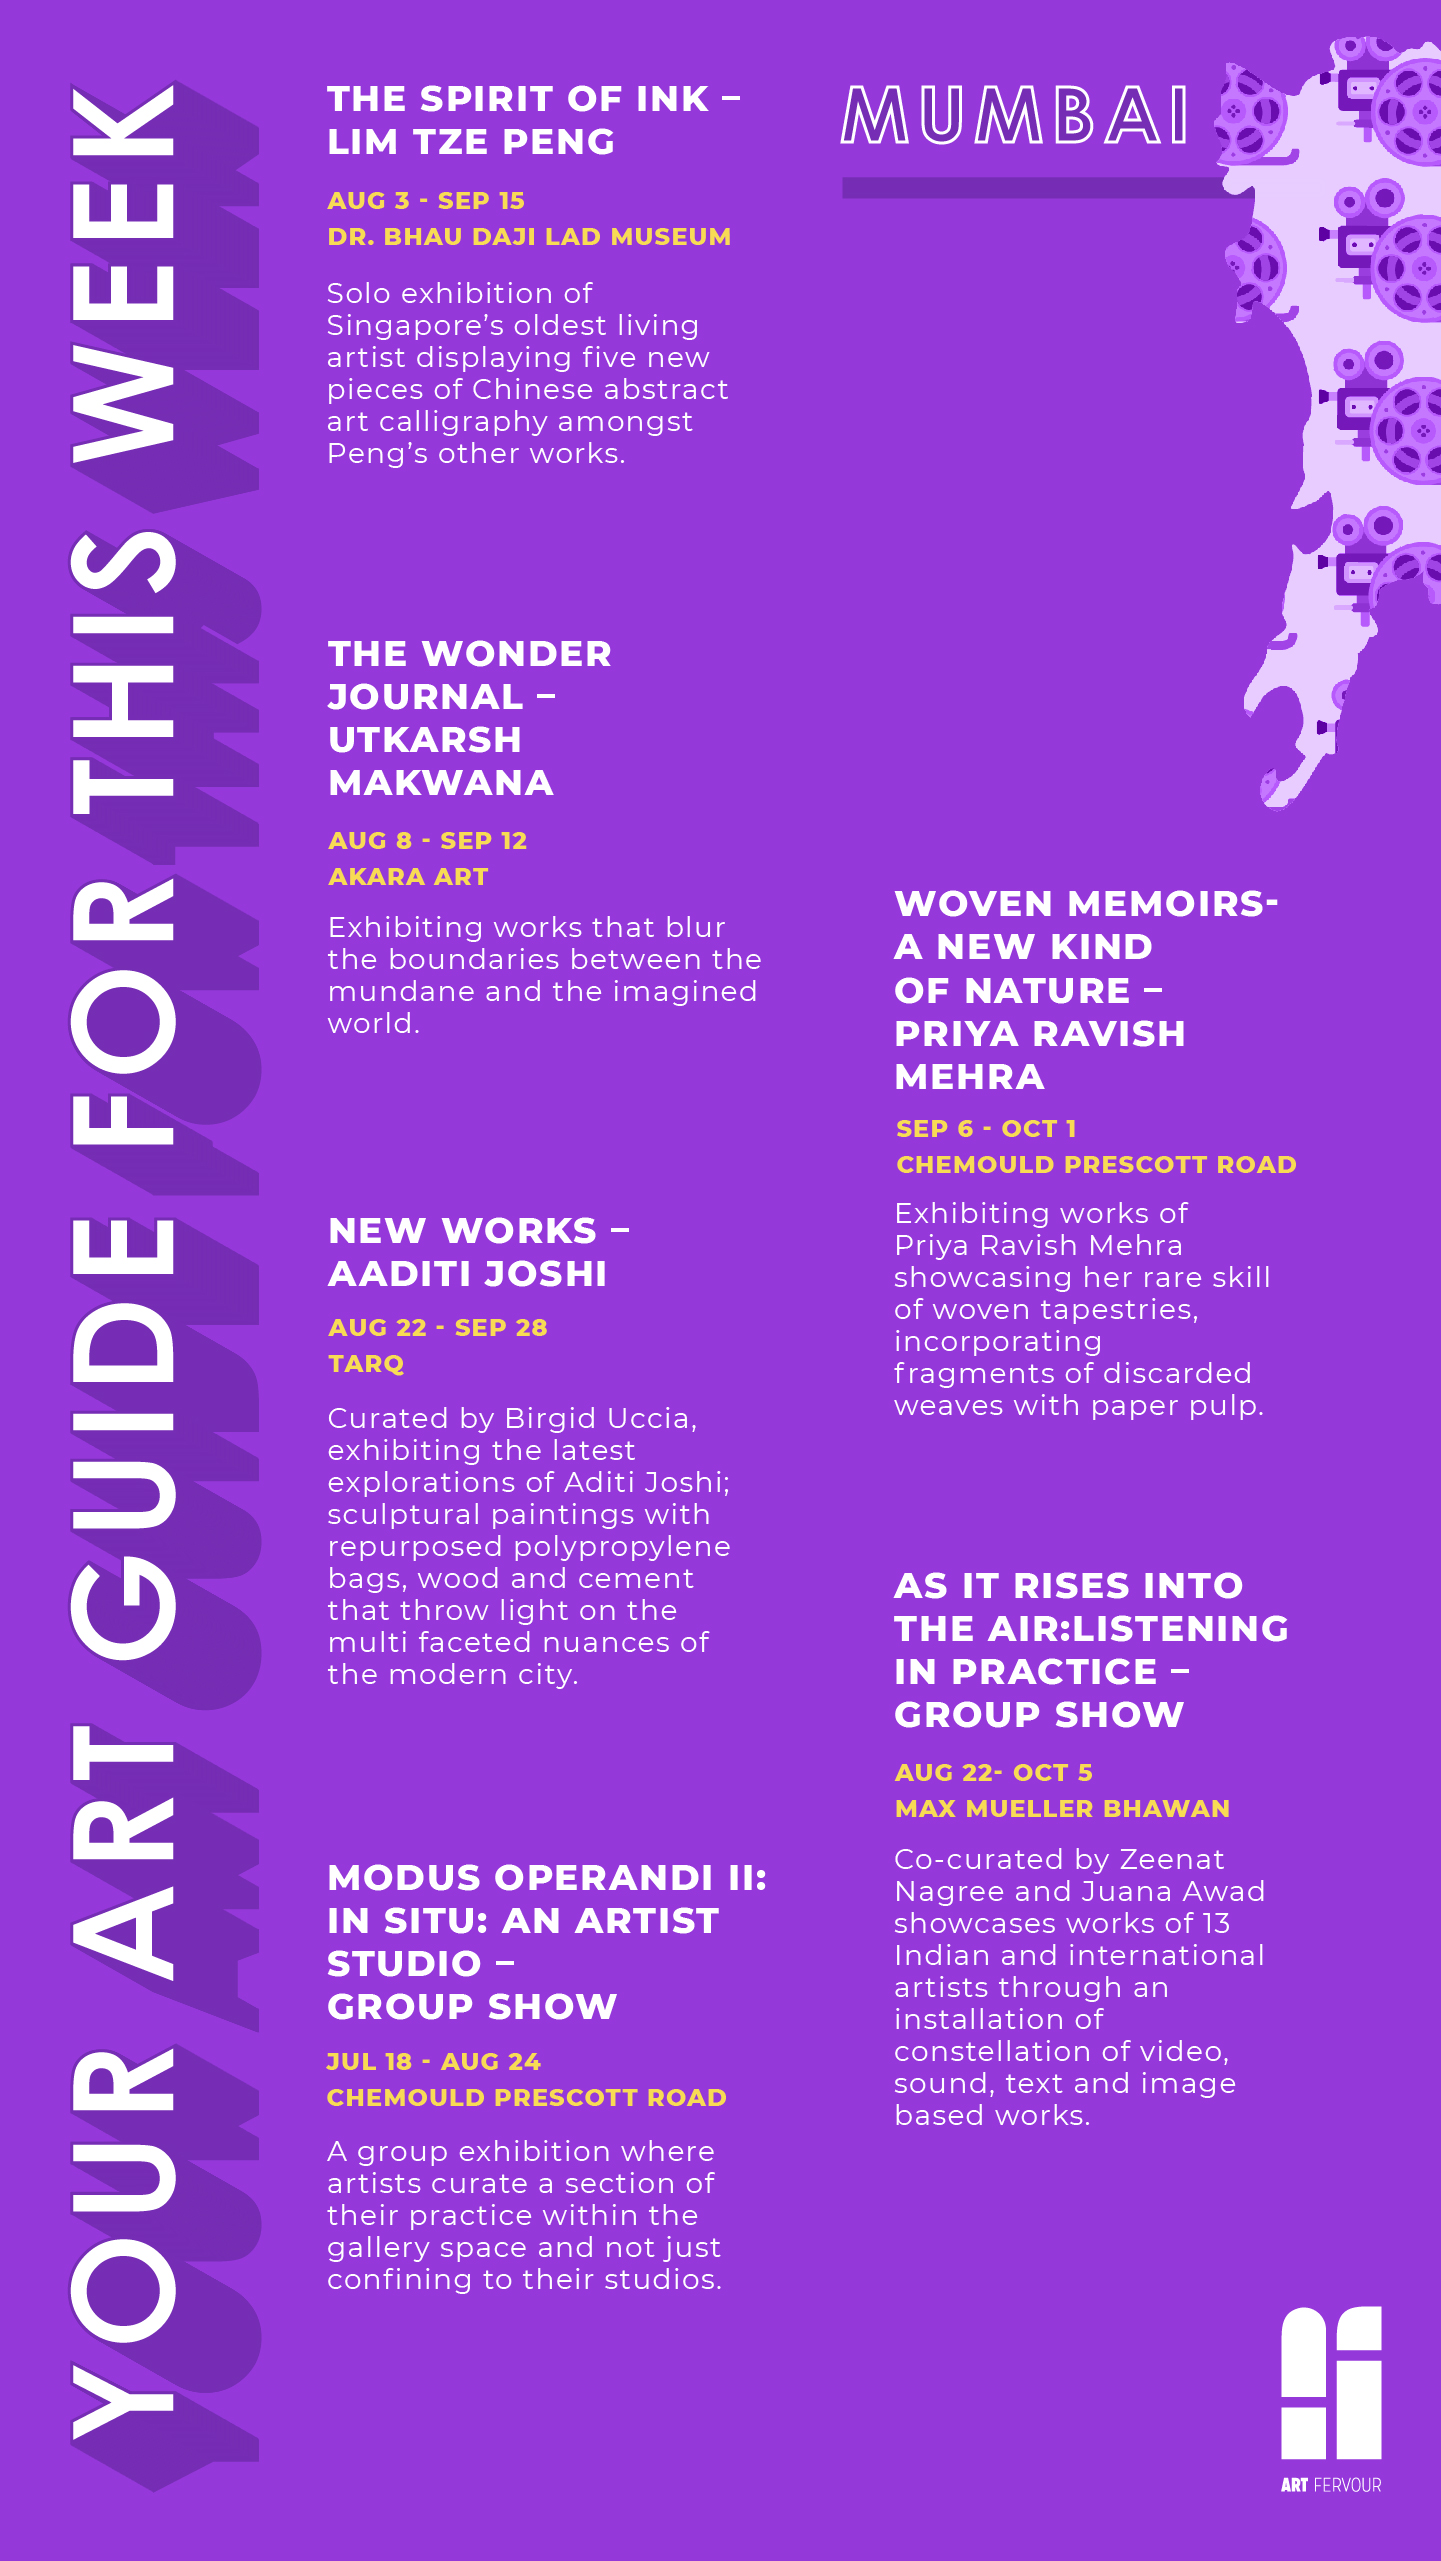 YOUR ART GUIDE FOR THIS WEEK
MUMBAI
THE SPIRIT OF INK –
LIM TZE PENG
AUG 3 - SEP 15
DR. BHAU DAJI LAD MUSEUM
Solo exhibition of
Singapore’s oldest living
artist displaying five new
pieces of Chinese abstract
art calligraphy amongst
Peng’s other works.
THE WONDER
JOURNAL –
UTKARSH
MAKWANA
AUG 8 - SEP 12
AKARA ART
Exhibiting works that blur
the boundaries between the
mundane and the imagined
world.
NEW WORKS –
AADITI JOSHI
AUG 22 - SEP 28
TARQ
Curated by Birgid Uccia,
exhibiting the latest
explorations of Aditi Joshi;
sculptural paintings with
repurposed polypropylene
bags, wood and cement
that throw light on the
multi faceted nuances of
the modern city.
MODUS OPERANDI II:
IN SITU: AN ARTIST
STUDIO –
GROUP SHOW
JUL 18 - AUG 24
CHEMOULD PRESCOTT ROAD
A group exhibition where
artists curate a section of
their practice within the
gallery space and not just
confining to their studios.
WOVEN MEMOIRS-
A NEW KIND
OF NATURE –
PRIYA RAVISH
MEHRA
SEP 6 - OCT 1
CHEMOULD PRESCOTT ROAD
Exhibiting works of
Priya Ravish Mehra
showcasing her rare skill
of woven tapestries,
incorporating
fragments of discarded
weaves with paper pulp.
AS IT RISES INTO
THE AIR:LISTENING
IN PRACTICE –
GROUP SHOW
AUG 22- OCT 5
MAX MUELLER BHAWAN
Co-curated by Zeenat
Nagree and Juana Awad
showcases works of 13
Indian and international
artists through an
installation of
constellation of video,
sound, text and image
based works.
ART FERVOUR